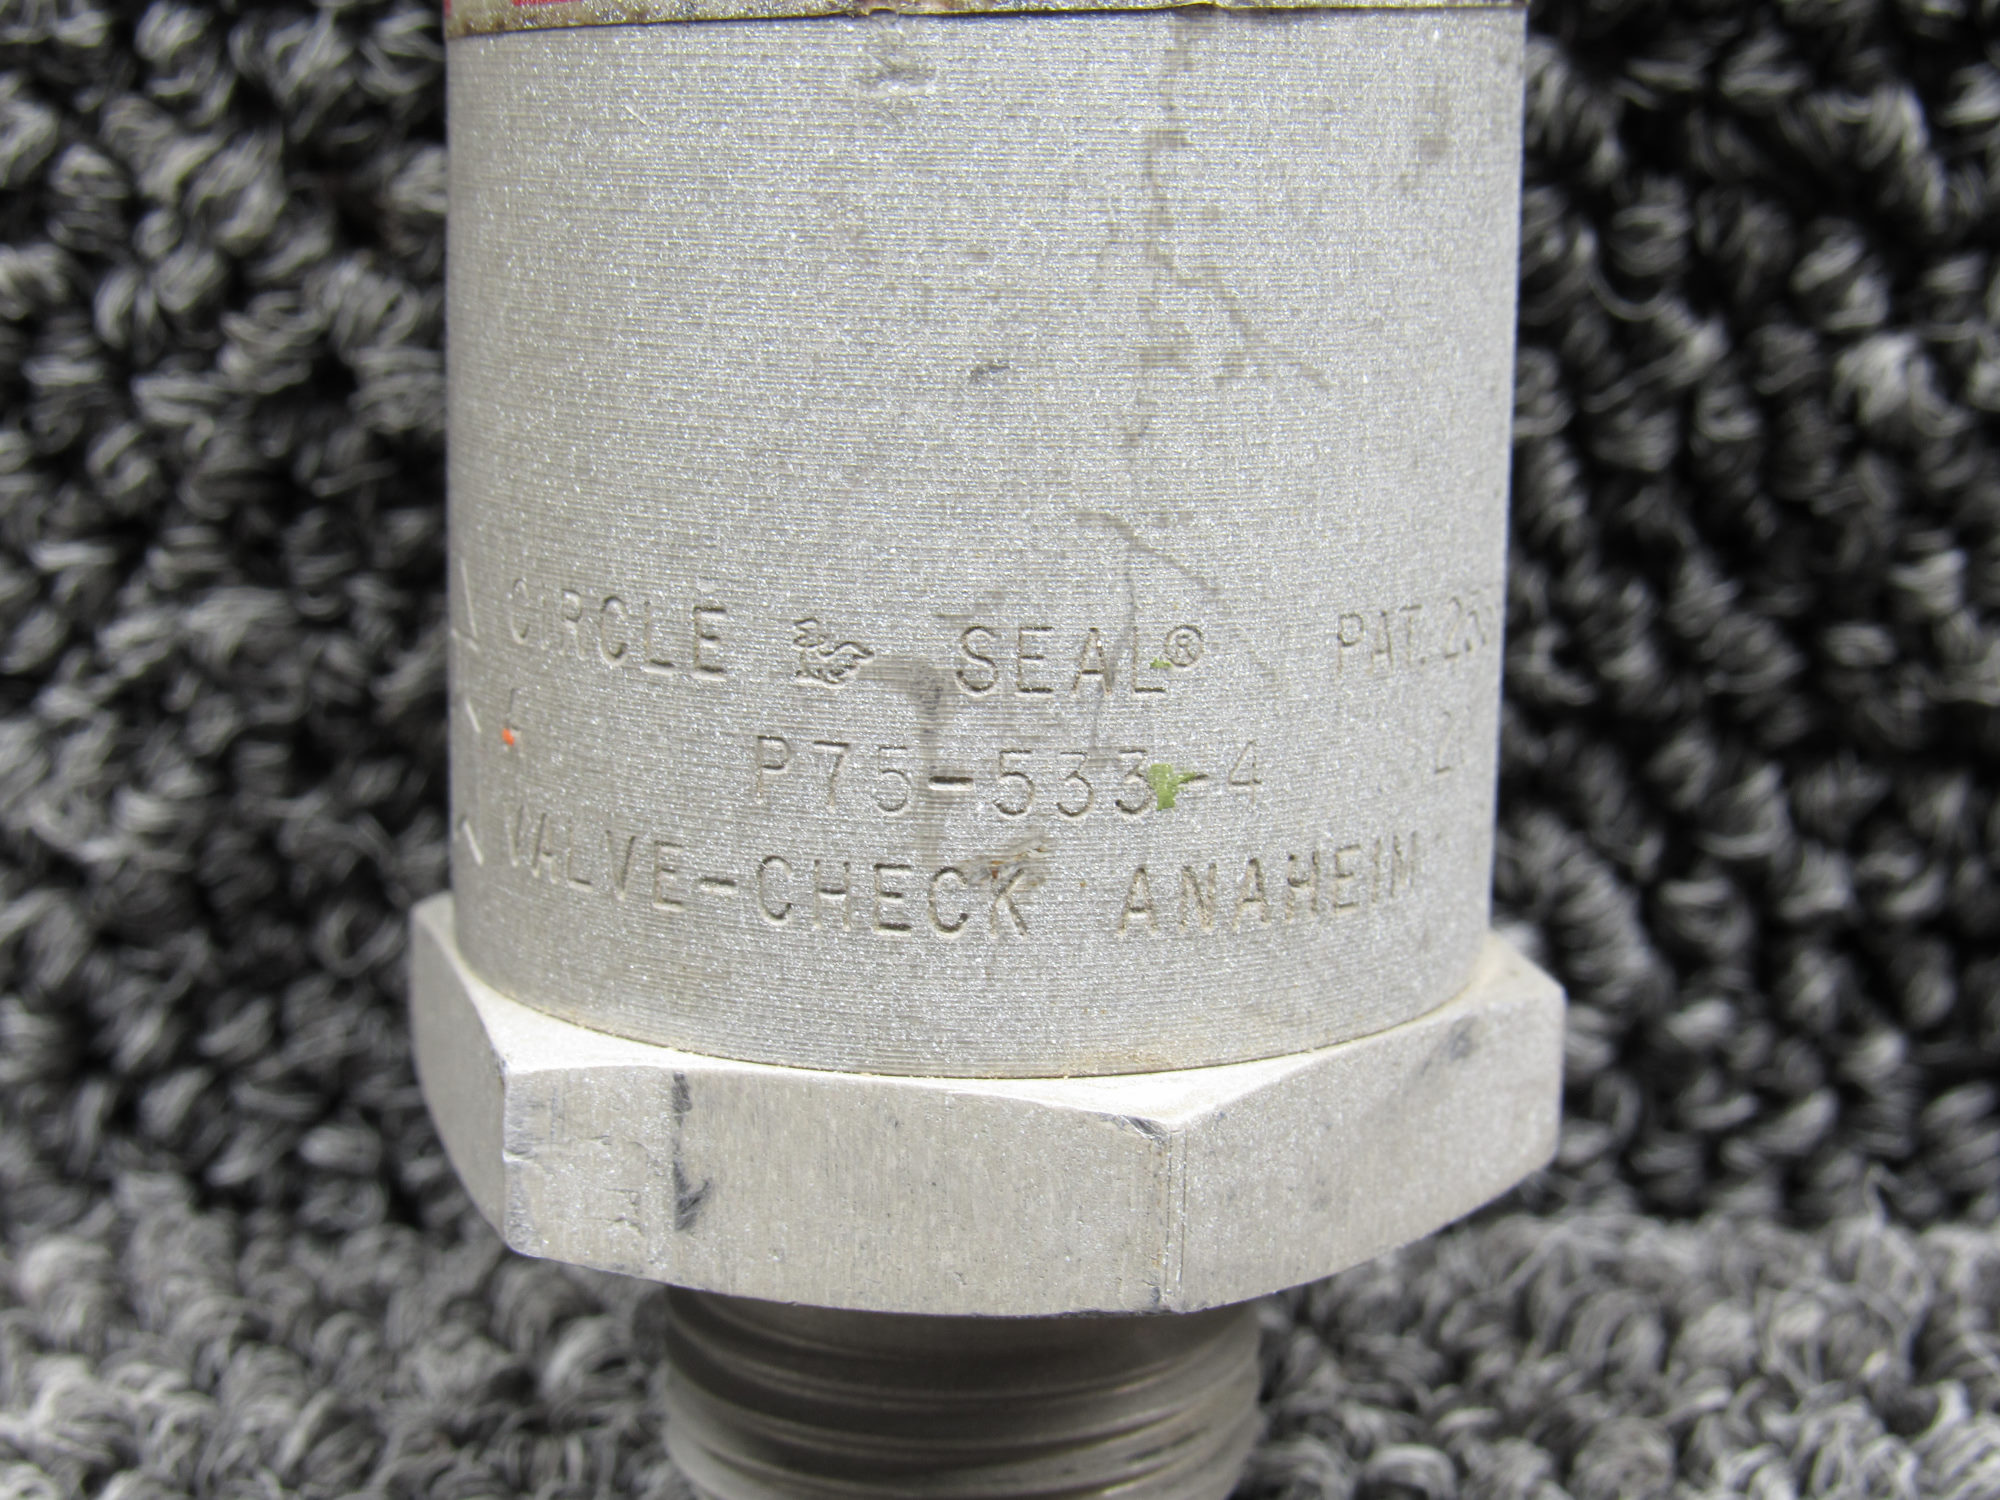 CIRCLE SEAL® PAT.
P75-533-4
VALVE-CHECK ANAHEIM